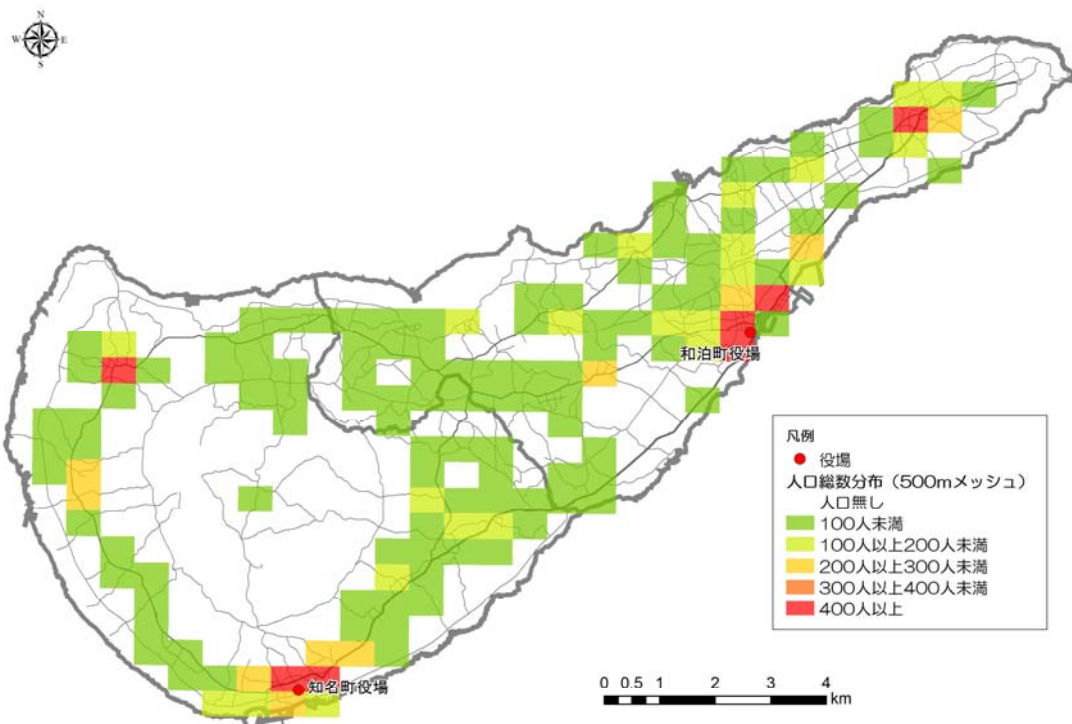 N
W E
S
和泊町役場
知名町役場
凡例
役場
人口総数分布（500mメッシュ）
人口無し
100人未満
100人以上200人未満
200人以上300人未満
300人以上400人未満
400人以上
0 0.5 1 2 3 4
km